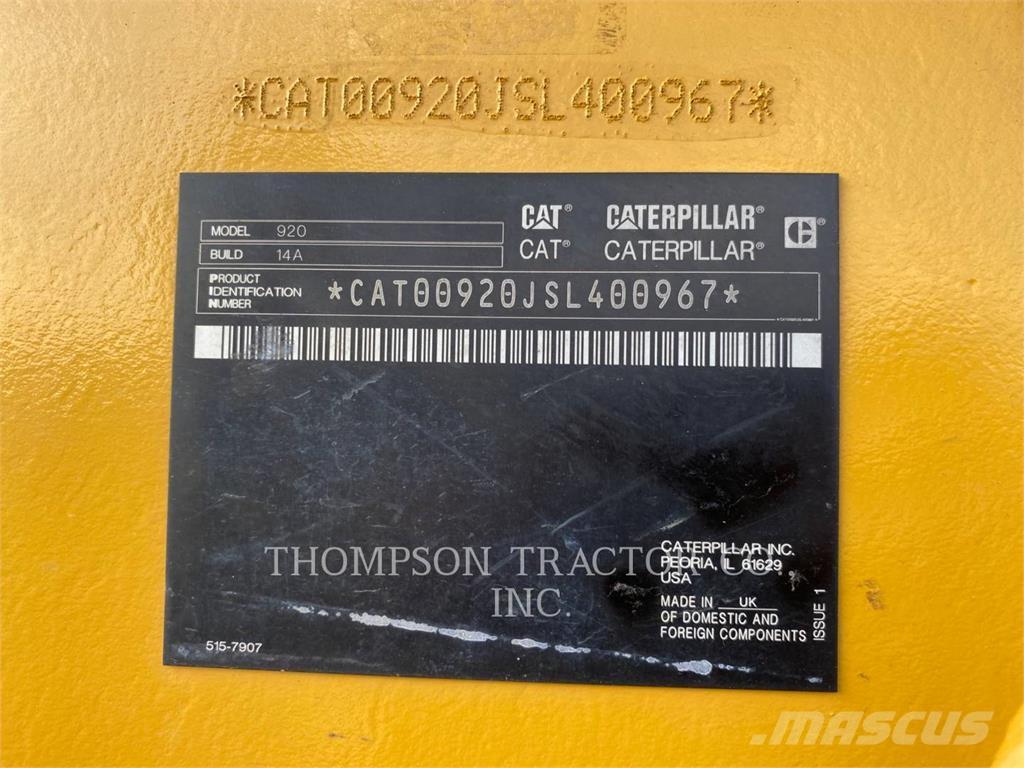 *CAT00920JSL400967*
MODEL 920
BUILD 14A
CAT® CATERPILLAR®
CAT® CATERPILLAR®
PRODUCT
IDENTIFICATION
NUMBER
*CAT00920JSL400967*
THOMPSON TRACTOR CO.
INC.
CATERPILLAR INC.
PEORIA, IL 61629
USA
MADE IN UK
OF DOMESTIC AND
FOREIGN COMPONENTS
ISSUE 1
515-7907
MASCUS